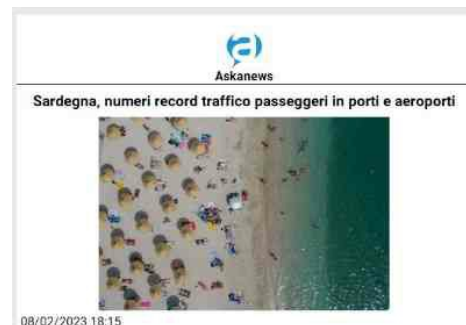 Askanews
Sardegna, numeri record traffico passeggeri in porti e aeroporti
08/02/2023 18:15